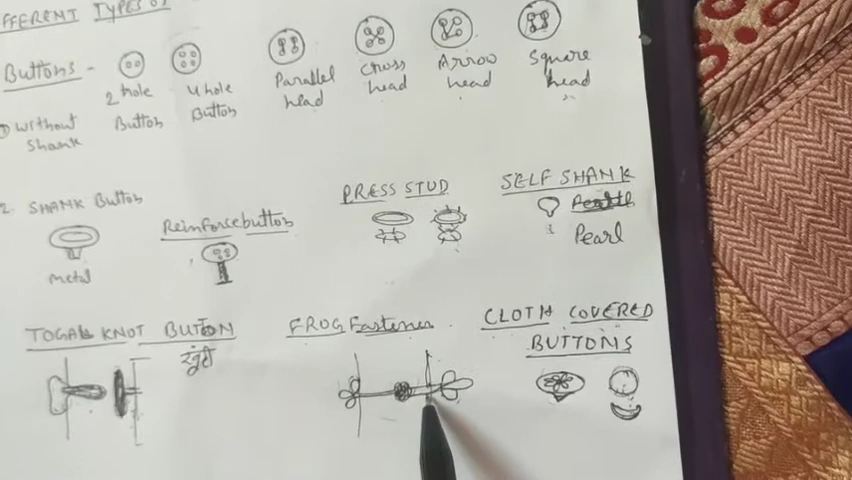 FFERENT TYPES OF
Buttons -
2 hole
Button
4 hole
Button
Parallel
head
Cross
head
Arrow
head
Square
head
① without
shank
2. SHANK Button
metal
Reinforcebutton
PRESS STUD
SELF SHANK
Pearl
TOGAL KNOT BUTTON
FROG Fastener
CLOTH COVERED
BUTTONS